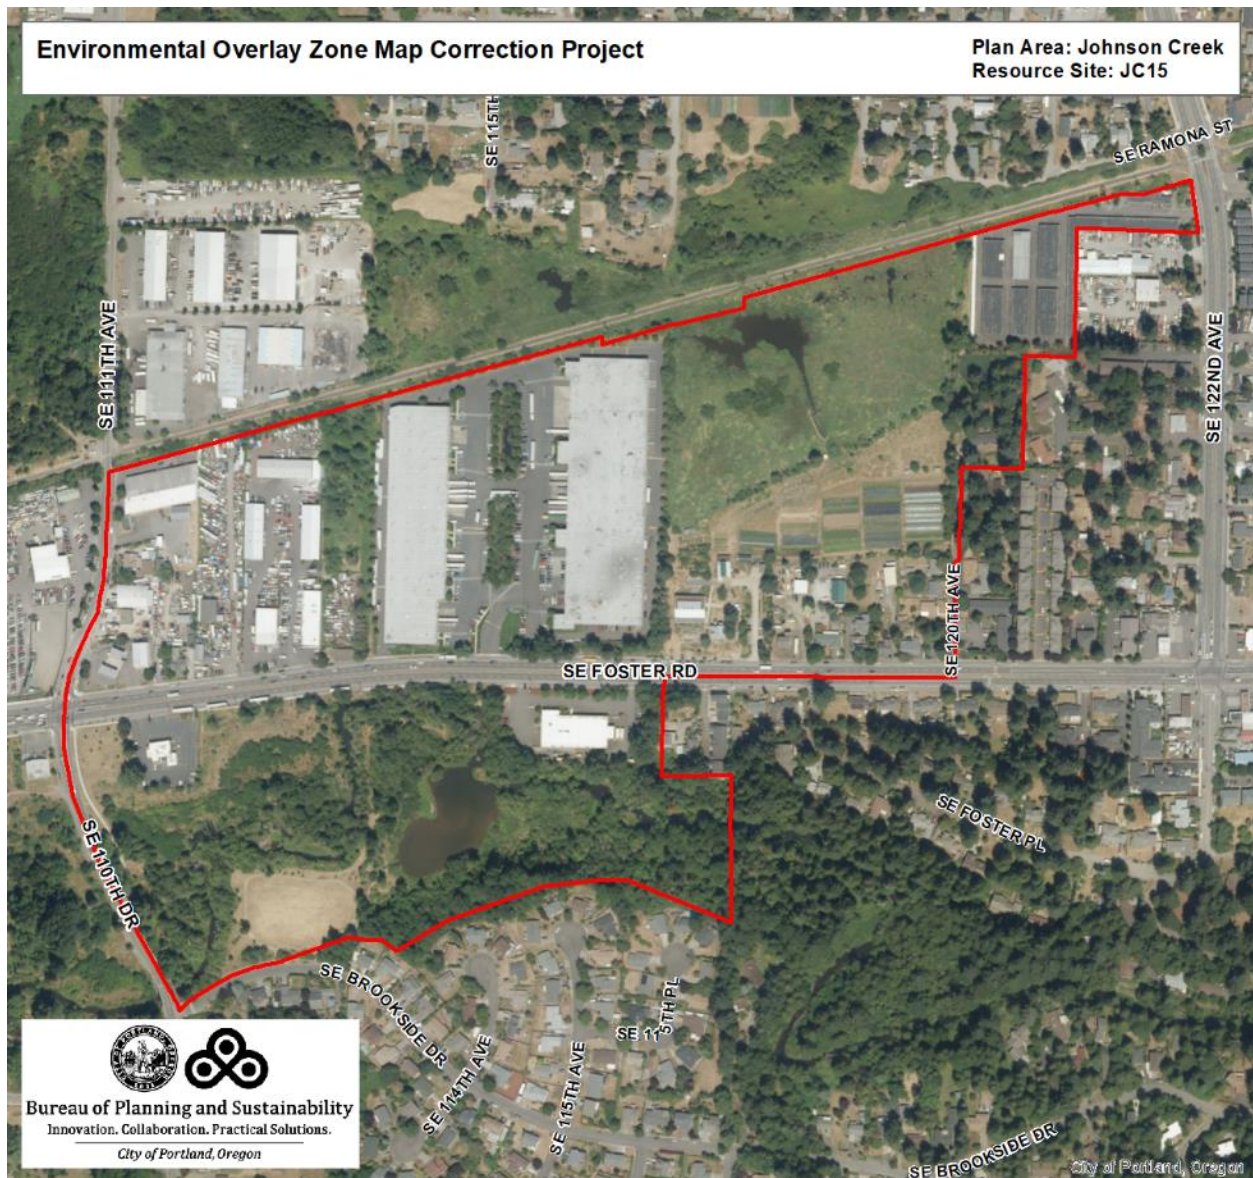 Environmental Overlay Zone Map Correction Project
Plan Area: Johnson Creek
Resource Site: JC15
SE 115TH
SE RAMONA ST
SE 111TH AVE
SE 122ND AVE
SE 120TH AVE
SE FOSTER RD
SE FOSTER PL
SE 110TH DR
SE BROOKSIDE DR
SE 11
5TH PL
SE 114TH AVE
SE 115TH AVE
SE BROOKSIDE DR
Bureau of Planning and Sustainability
Innovation. Collaboration. Practical Solutions.
City of Portland, Oregon
City of Portland, Oregon